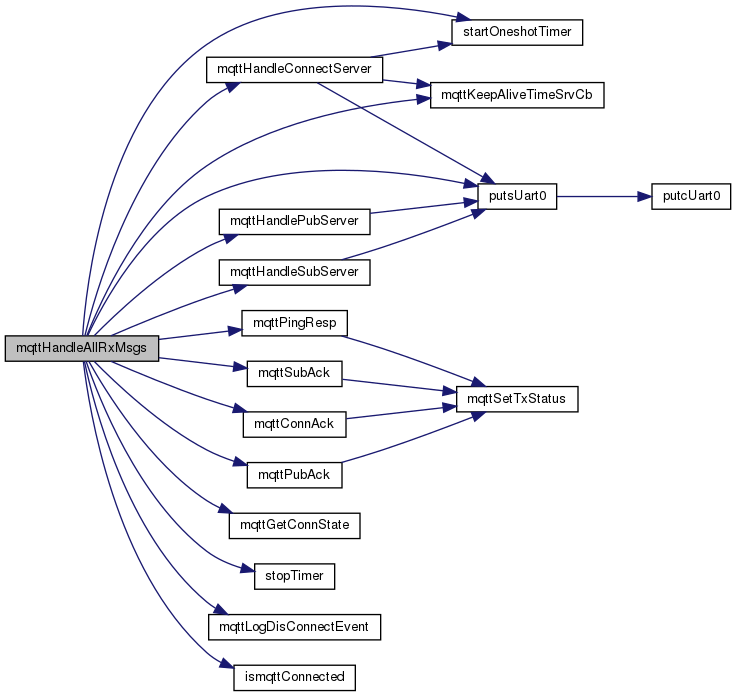 startOneshotTimer
mqttHandleConnectServer
mqttKeepAliveTimeSrvCb
putsUart0
putcUart0
mqttHandlePubServer
mqttHandleSubServer
mqttPingResp
mqttHandleAllRxMsgs
mqttSubAck
mqttSetTxStatus
mqttConnAck
mqttPubAck
mqttGetConnState
stopTimer
mqttLogDisConnectEvent
ismqttConnected